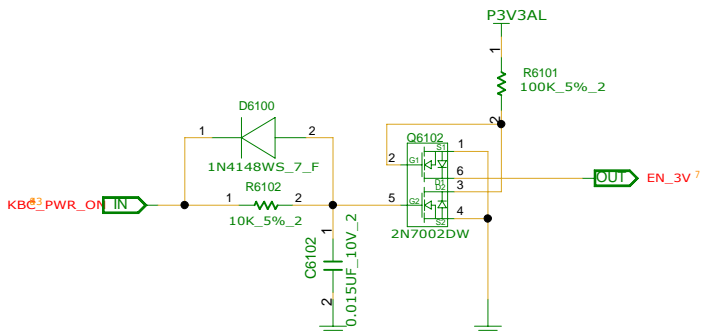 P3V3AL
1
R6101
100K_5%_2
2
D6100
1
2
1N4148WS_7_F
Q6102
S1
1
2
G1
6
D1
D2
3
OUT
EN_3V
7
KBC_PWR_ON
IN
R6102
1
2
10K_5%_2
5
G2
4
S2
2N7002DW
1
C6102
0.015UF_10V_2
2